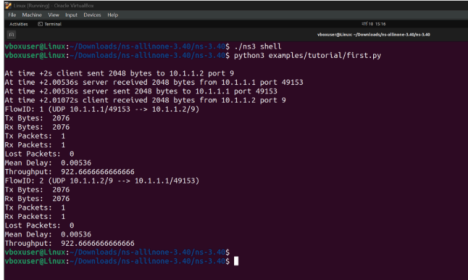 Linux [Running] - Oracle VirtualBox
File Machine View Input Devices Help
Activities Terminal
vboxuser@Linux: ~/Downloads/ns-allinone-3.40/ns-3.40
vboxuser@Linux:~/Downloads/ns-allinone-3.40/ns-3.40$ ./ns3 shell
vboxuser@Linux:~/Downloads/ns-allinone-3.40/ns-3.40$ python3 examples/tutorial/first.py
At time +2s client sent 2048 bytes to 10.1.1.2 port 9
At time +2.00536s server received 2048 bytes from 10.1.1.1 port 49153
At time +2.00536s server sent 2048 bytes to 10.1.1.1 port 49153
At time +2.01072s client received 2048 bytes from 10.1.1.2 port 9
FlowID: 1 (UDP 10.1.1.1/49153 --> 10.1.1.2/9)
Tx Bytes: 2076
Rx Bytes: 2076
Tx Packets: 1
Rx Packets: 1
Lost Packets: 0
Mean Delay: 0.00536
Throughput: 922.6666666666666
FlowID: 2 (UDP 10.1.1.2/9 --> 10.1.1.1/49153)
Tx Bytes: 2076
Rx Bytes: 2076
Tx Packets: 1
Rx Packets: 1
Lost Packets: 0
Mean Delay: 0.00536
Throughput: 922.6666666666666
vboxuser@Linux:~/Downloads/ns-allinone-3.40/ns-3.40$
vboxuser@Linux:~/Downloads/ns-allinone-3.40/ns-3.40$